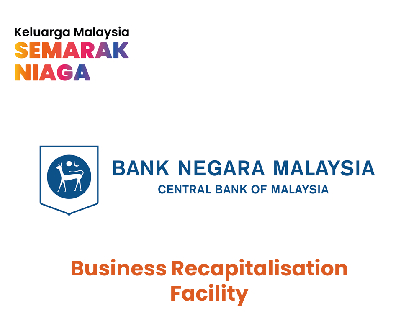 Keluarga Malaysia
SEMARAK
NIAGA
BANK NEGARA MALAYSIA
CENTRAL BANK OF MALAYSIA
Business Recapitalisation
Facility